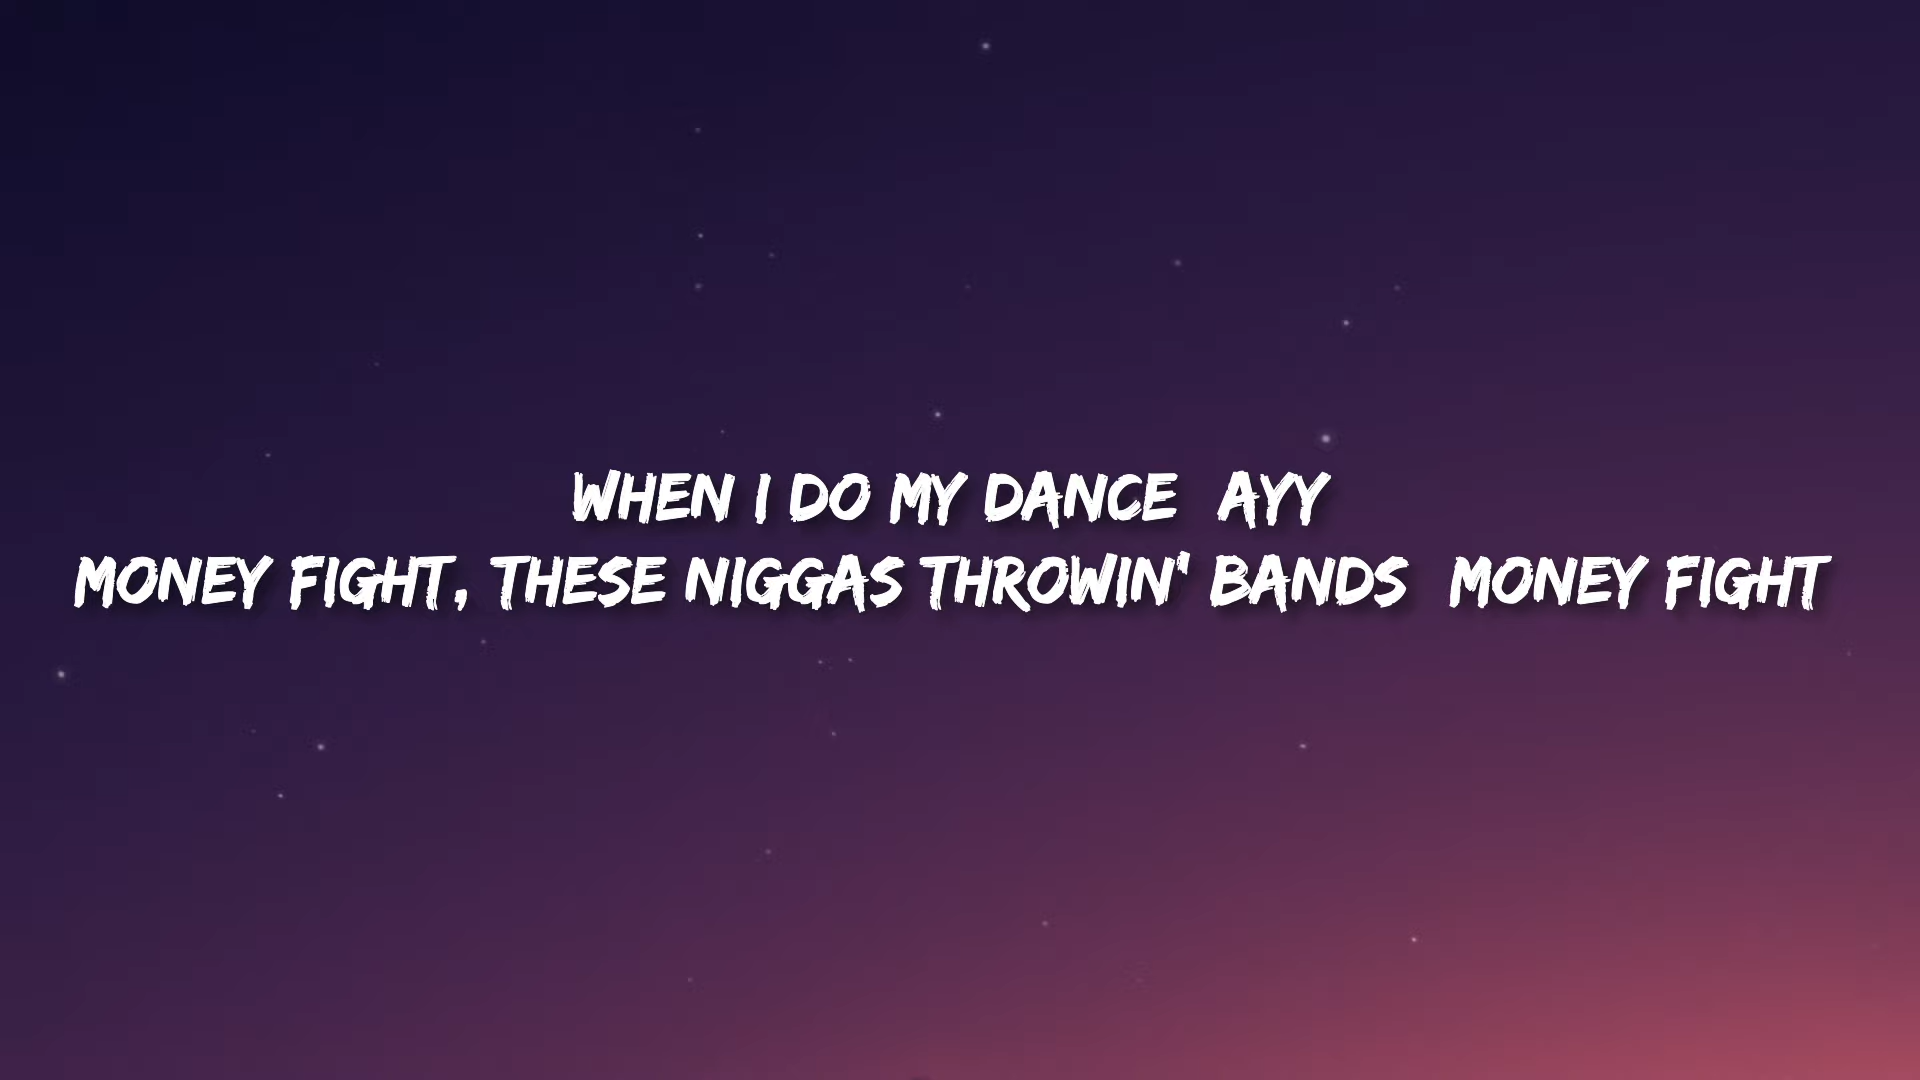 WHEN I DO MY DANCE  AYY
MONEY FIGHT, THESE NIGGAS THROWIN' BANDS  MONEY FIGHT